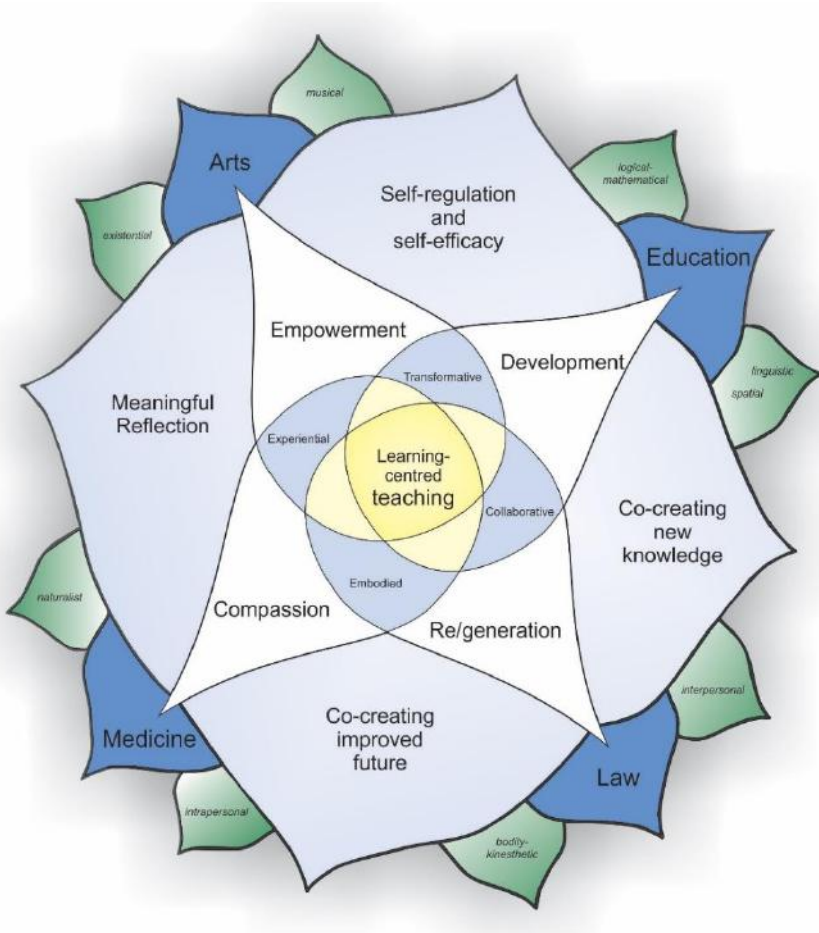 musical
Arts
logical-
mathematical
Self-regulation
and
self-efficacy
existential
Education
Empowerment
Development
Transformative
linguistic
spatial
Meaningful
Reflection
Experiential
Learning-
centred
teaching
Collaborative
Co-creating
new
knowledge
Embodied
naturalist
Compassion
Re/generation
interpersonal
Co-creating
improved
future
Medicine
Law
intrapersonal
bodily-
kinesthetic